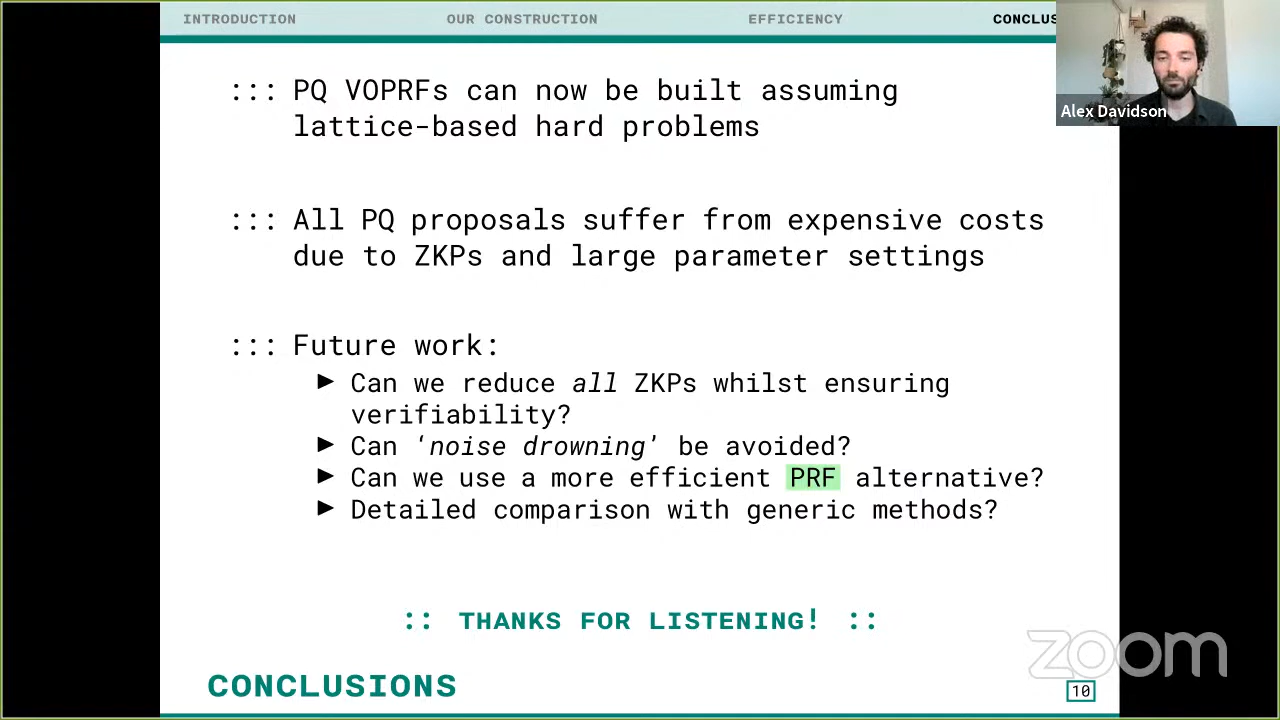 INTRODUCTION OUR CONSTRUCTION EFFICIENCY CONCLUS
Alex Davidson
::: PQ VOPRFs can now be built assuming
lattice-based hard problems
::: All PQ proposals suffer from expensive costs
due to ZKPs and large parameter settings
::: Future work:
▶ Can we reduce all ZKPs whilst ensuring
verifiability?
▶ Can ‘noise drowning’ be avoided?
▶ Can we use a more efficient PRF alternative?
▶ Detailed comparison with generic methods?
:: THANKS FOR LISTENING! ::
zoom
CONCLUSIONS
10